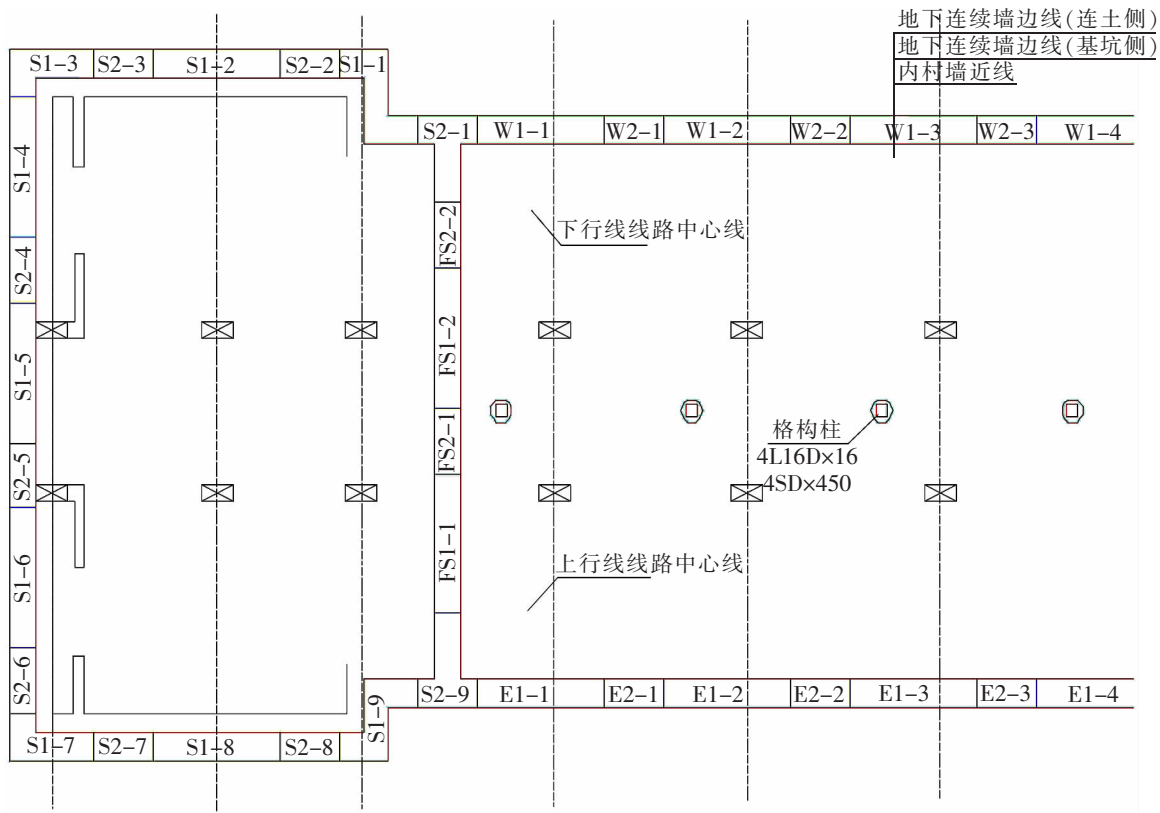 地下连续墙边线(连土侧)
地下连续墙边线(基坑侧)
内村墙近线
S1-3 S2-3 S1-2 S2-2 S1-1
S2-1 W1-1 W2-1 W1-2 W2-2 W1-3 W2-3 W1-4
S1-4
S2-4
S1-5
S2-5
S1-6
S2-6
FS2-2
FS1-2
FS2-1
FS1-1
下行线线路中心线
格构柱
4L16D×16
4SD×450
上行线线路中心线
S2-9 E1-1 E2-1 E1-2 E2-2 E1-3 E2-3 E1-4
S1-9
S1-7 S2-7 S1-8 S2-8